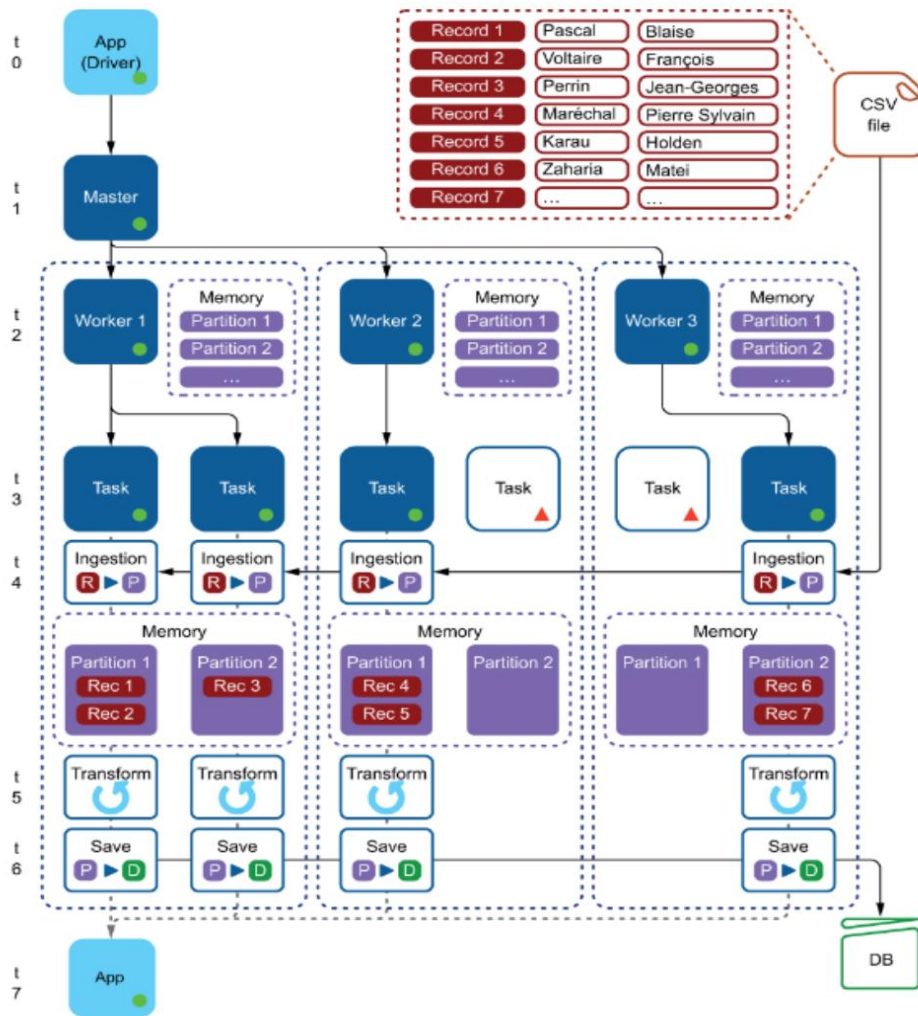 t
0
App
(Driver)
Record 1 Pascal Blaise
Record 2 Voltaire François
Record 3 Perrin Jean-Georges
Record 4 Maréchal Pierre Sylvain
Record 5 Karau Holden
Record 6 Zaharia Matei
Record 7 … …
CSV
file
t
1
Master
t
2
Worker 1
Memory
Partition 1
Partition 2
…
Worker 2
Memory
Partition 1
Partition 2
…
Worker 3
Memory
Partition 1
Partition 2
…
t
3
Task Task Task Task Task Task
t
4
Ingestion Ingestion Ingestion Ingestion
R P R P R P R P
Memory Memory Memory
Partition 1 Partition 2 Partition 1 Partition 2 Partition 1 Partition 2
Rec 1 Rec 3 Rec 4 Rec 6
Rec 2 Rec 5 Rec 7
t
5
Transform Transform Transform Transform
t
6
Save Save Save Save
P D P D P D P D
t
7
App
DB